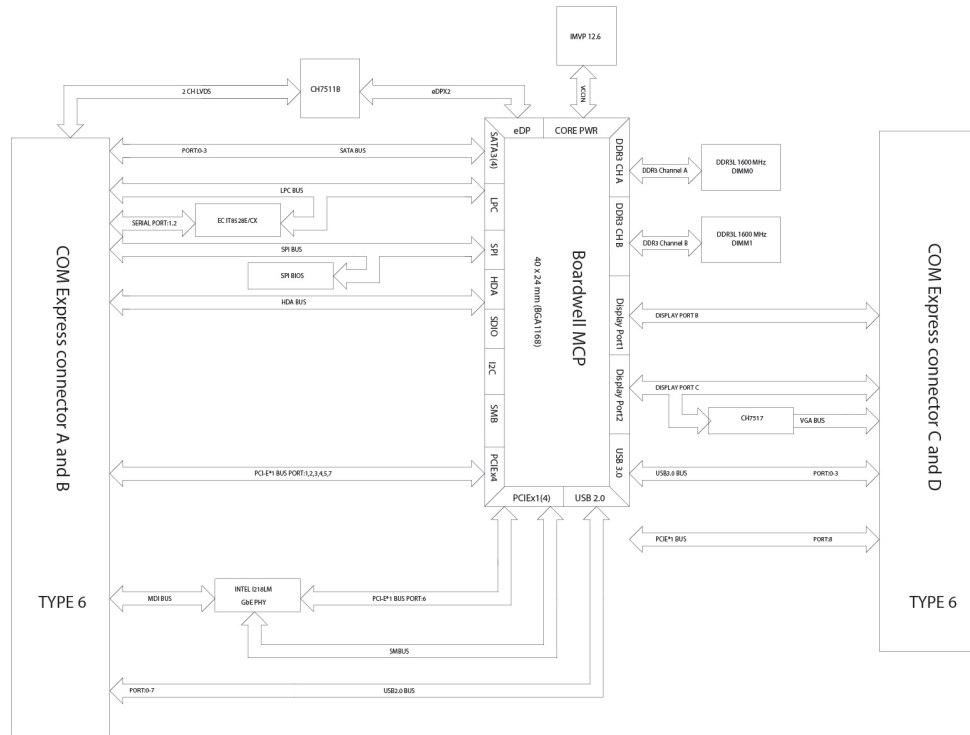 IMVP 12.6
VCCIN
CH7511B
2 CH LVDS
eDPX2
eDP
CORE PWR
SATA3(4)
LPC
SPI
HDA
SDIO
I2C
SMB
PCIEx4
PCIEx1(4)
USB 2.0
DDR3 CH A
DDR3 CH B
Display Port1
Display Port2
USB 3.0
Boardwell MCP
40 x 24 mm (BGA1168)
COM Express connector A and B
TYPE 6
PORT:0-3
SATA BUS
LPC BUS
SERIAL PORT:1,2
EC IT8528E/CX
SPI BUS
SPI BIOS
HDA BUS
PCI-E*1 BUS PORT:1,2,3,4,5,7
MDI BUS
INTEL I218LM
GbE PHY
PCI-E*1 BUS PORT:6
SMBUS
PORT:0-7
USB2.0 BUS
DDR3 Channel A
DDR3L 1600 MHz
DIMM0
DDR3 Channel B
DDR3L 1600 MHz
DIMM1
DISPLAY PORT B
DISPLAY PORT C
CH7517
VGA BUS
USB3.0 BUS
PORT:0-3
PCIE*1 BUS
PORT:8
COM Express connector C and D
TYPE 6